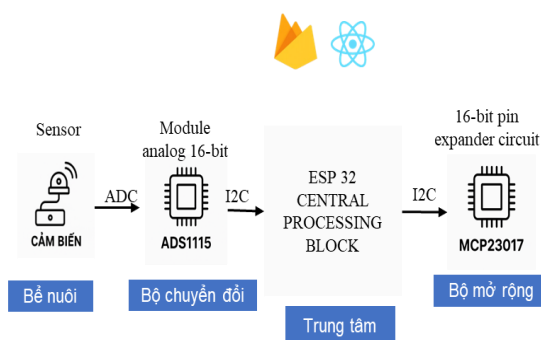 Sensor
CẢM BIẾN
Bể nuôi
ADC
Module
analog 16-bit
ADS1115
Bộ chuyển đổi
I2C
ESP 32
CENTRAL
PROCESSING
BLOCK
Trung tâm
I2C
16-bit pin
expander circuit
MCP23017
Bộ mở rộng